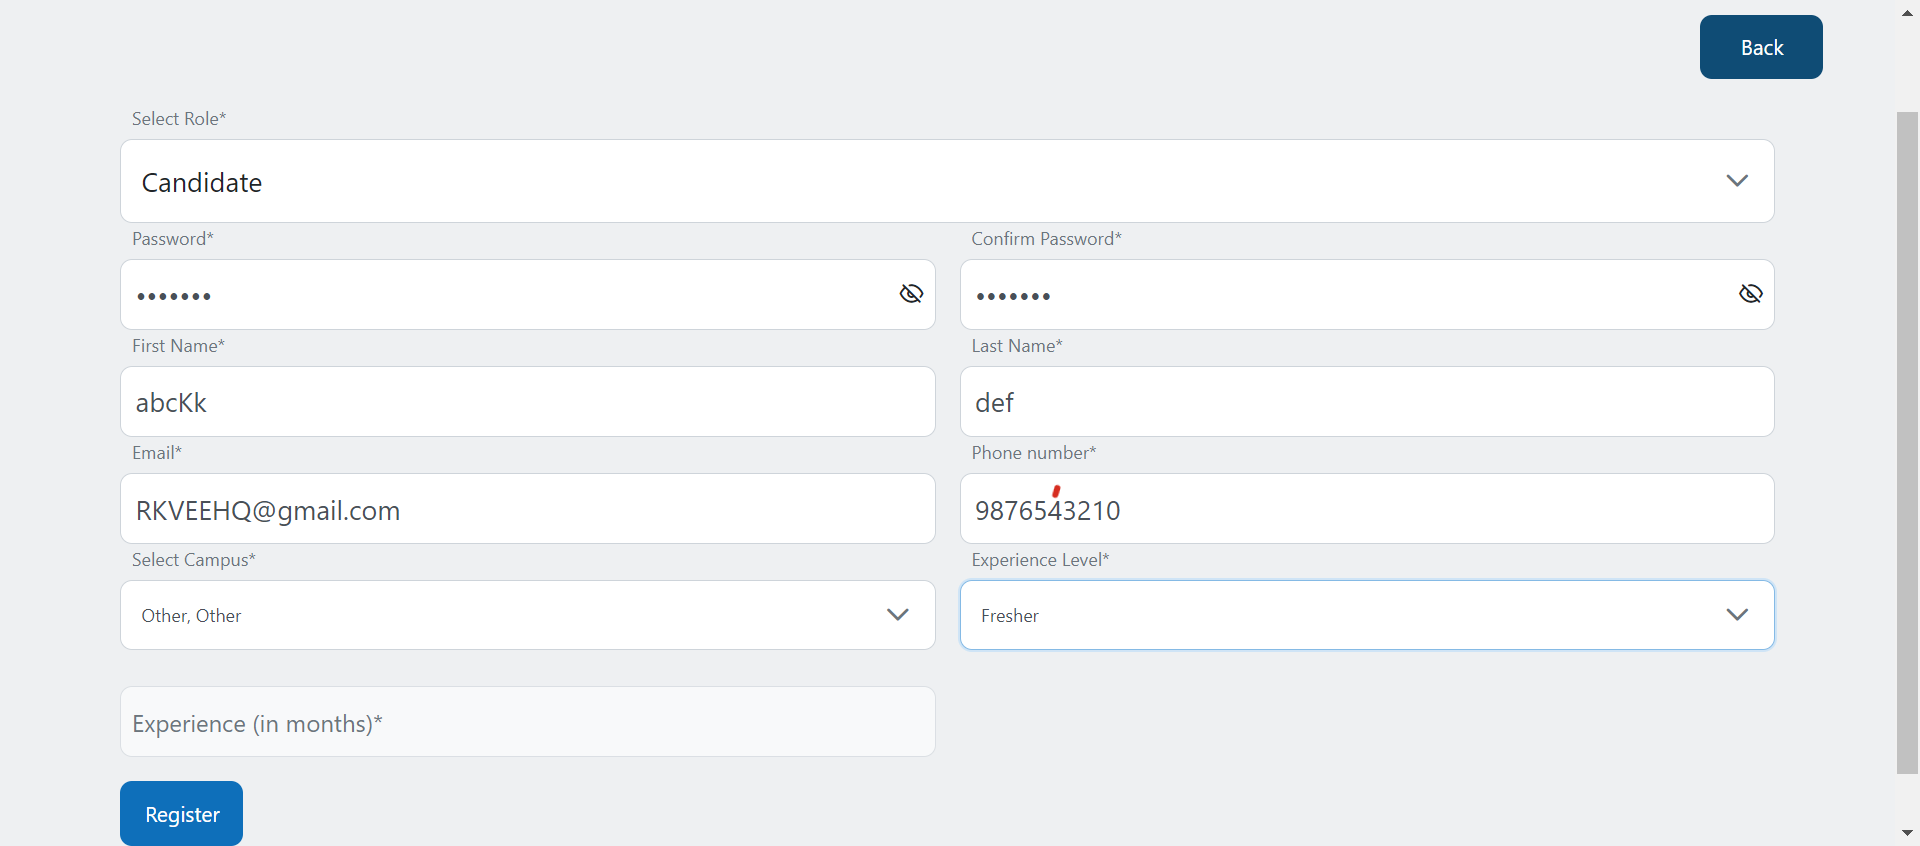 Back
Select Role*
Candidate
Password* Confirm Password*
••••••• •••••••
First Name* Last Name*
abcKk def
Email* Phone number*
RKVEEHQ@gmail.com 9876543210
Select Campus* Experience Level*
Other, Other Fresher
Experience (in months)*
Register